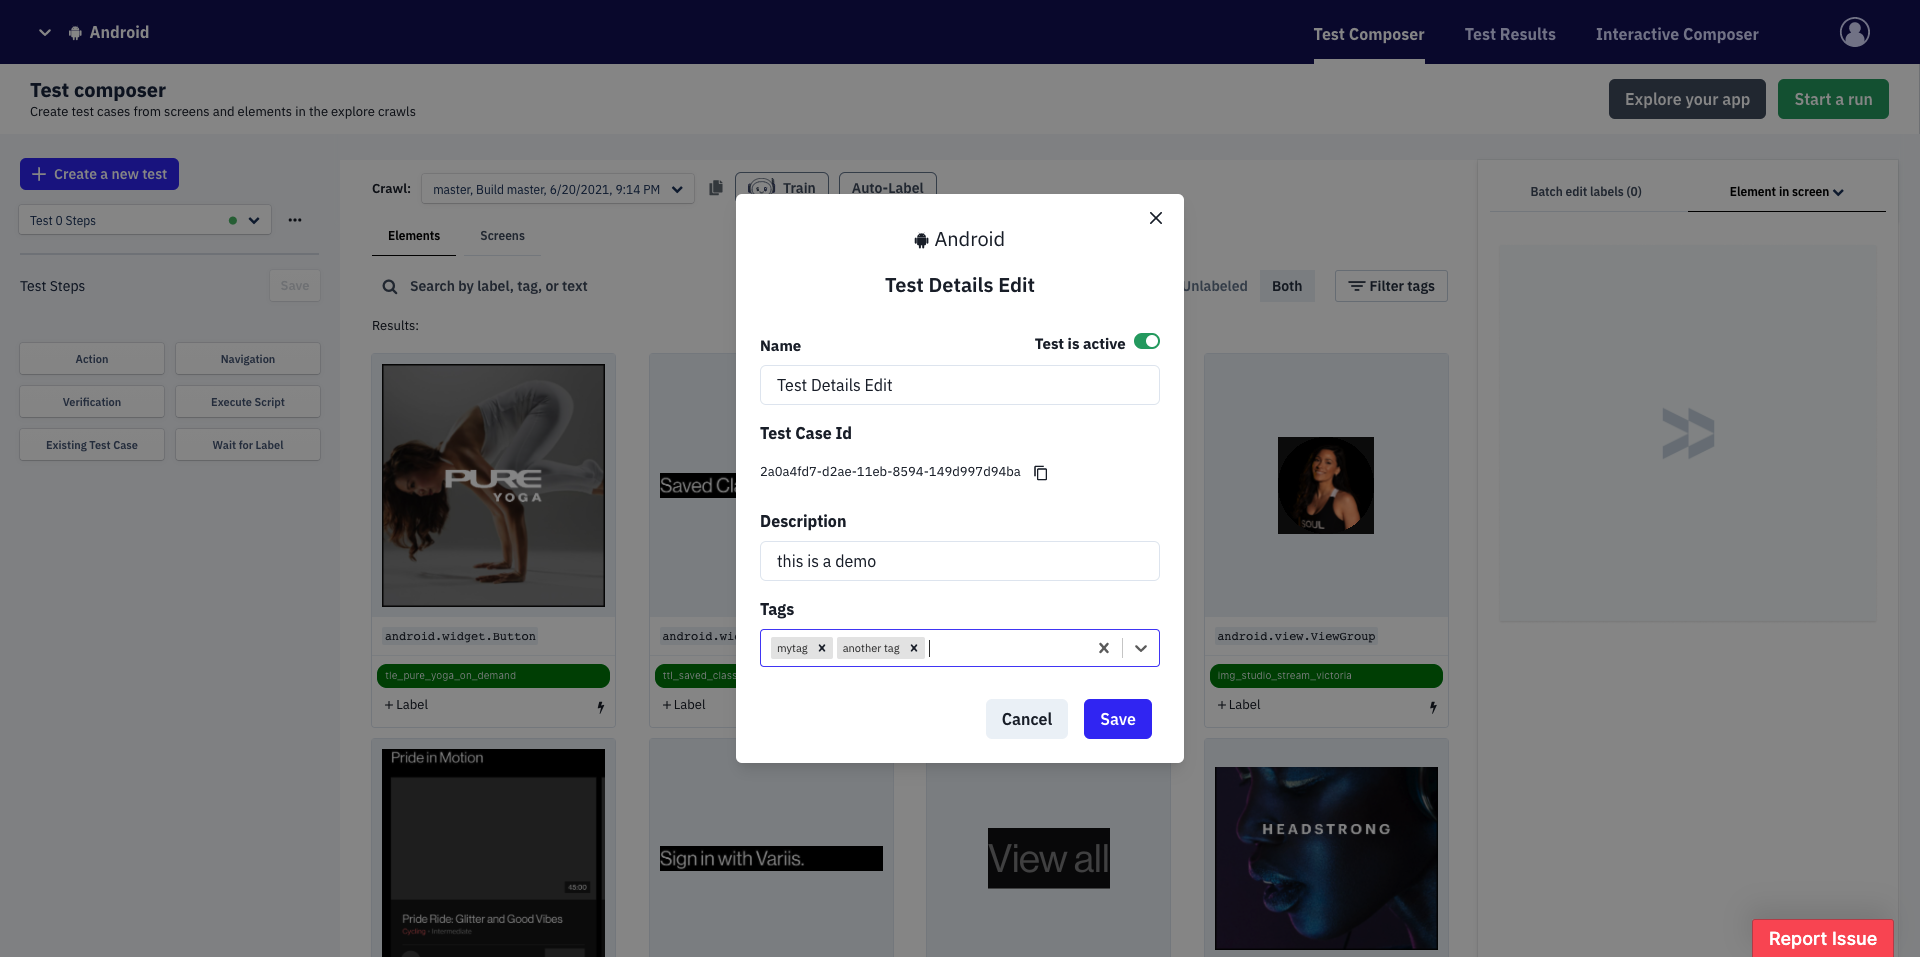 Android
Test Composer
Test Results
Interactive Composer
Test composer
Create test cases from screens and elements in the explore crawls
Explore your app
Start a run
Create a new test
Test 0 Steps
Test Steps
Save
Action
Navigation
Verification
Execute Script
Existing Test Case
Wait for Label
Crawl:
master, Build master, 6/20/2021, 9:14 PM
Train
Auto-Label
Elements
Screens
Search by label, tag, or text
Unlabeled
Both
Filter tags
Results:
PURE
YOGA
android.widget.Button
tle_pure_yoga_on_demand
+ Label
Saved Cla
android.wi
ttl_saved_class
+ Label
SOUL
android.view.ViewGroup
img_studio_stream_victoria
+ Label
Pride in Motion
45:00
Pride Ride: Glitter and Good Vibes
Cycling - Intermediate
Sign in with Variis.
View all
HEADSTRONG
Batch edit labels (0)
Element in screen
Android
Test Details Edit
Name
Test is active
Test Details Edit
Test Case Id
2a0a4fd7-d2ae-11eb-8594-149d997d94ba
Description
this is a demo
Tags
mytag
another tag
Cancel
Save
Report Issue